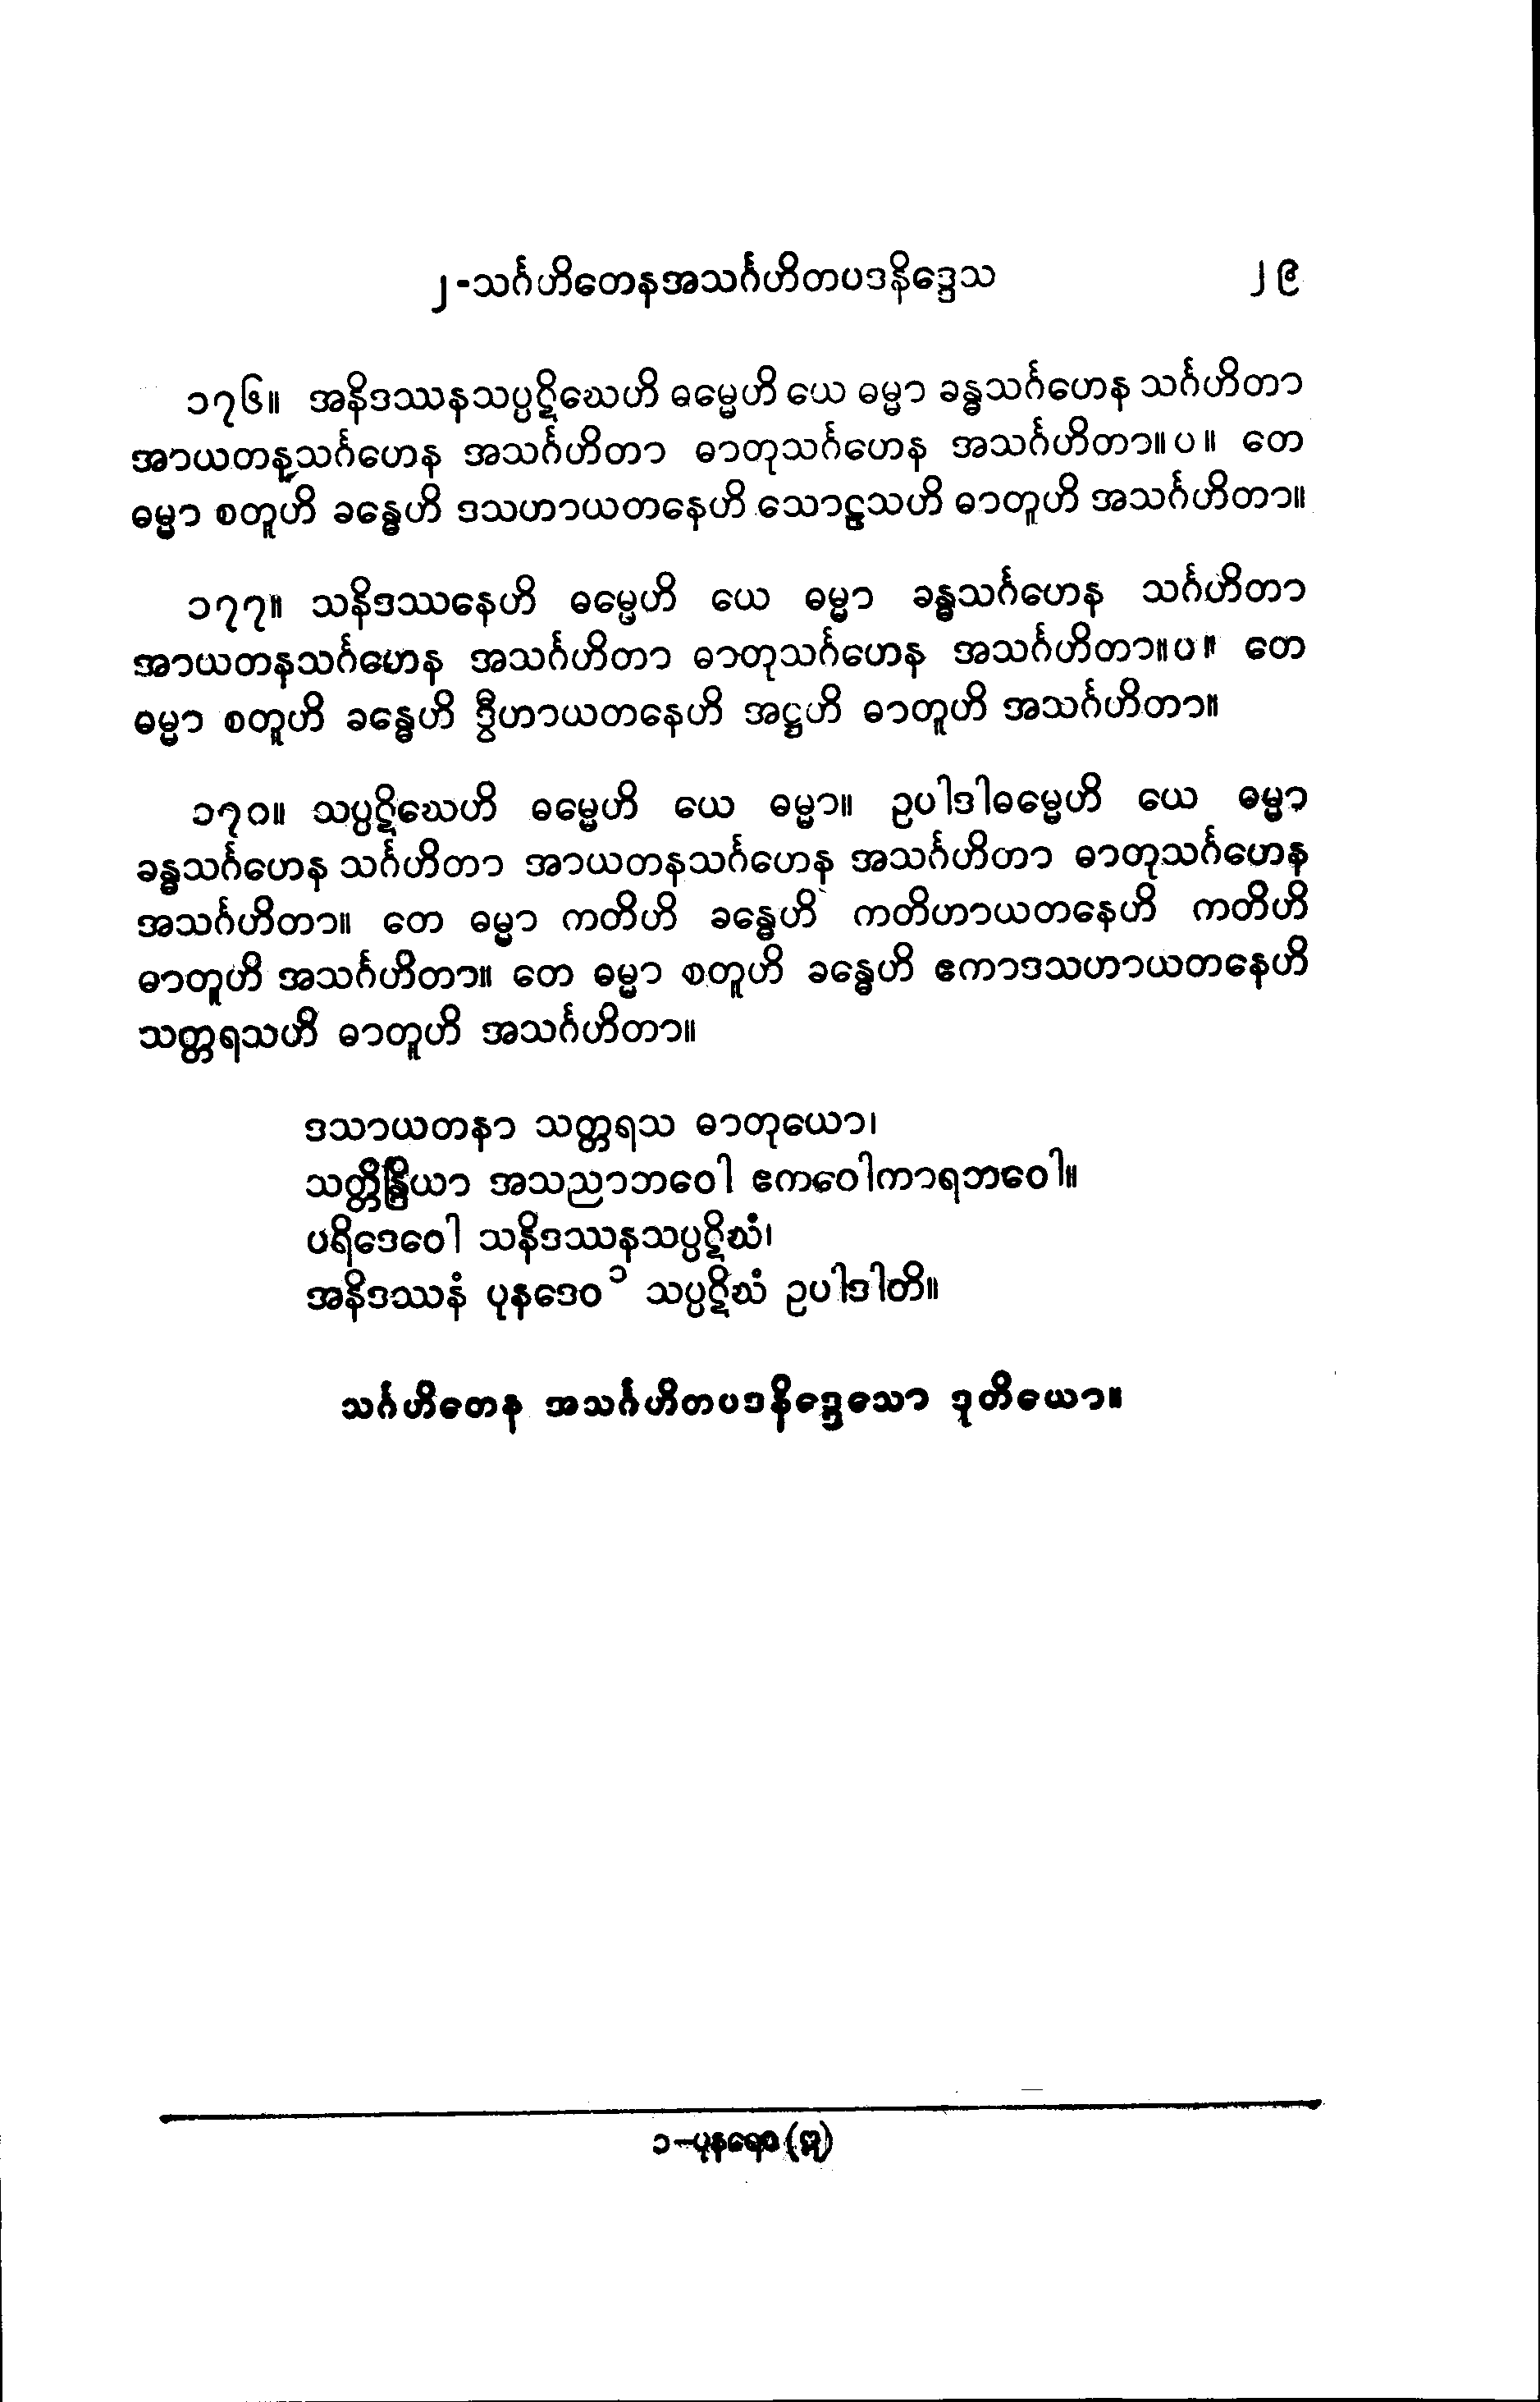 ၂-သင်္ဂဟိတေနအသင်္ဂဟိတပဒနိဒ္ဒေသ ၂၉
၁၇၆။ အနိဒဿနသပ္ပဋိဃေဟိ ဓမ္မေဟိ ယေ ဓမ္မာ ခန္ဓသင်္ဂဟေန သင်္ဂဟိတာ
အာယတနသင်္ဂဟေန အသင်္ဂဟိတာ ဓာတုသင်္ဂဟေန အသင်္ဂဟိတာ။ပ။ တေ
ဓမ္မာ စတူဟိ ခန္ဓေဟိ ဒသဟာယတနေဟိ သောဠသဟိ ဓာတူဟိ အသင်္ဂဟိတာ။
၁၇၇။ သနိဒဿနေဟိ ဓမ္မေဟိ ယေ ဓမ္မာ ခန္ဓသင်္ဂဟေန သင်္ဂဟိတာ
အာယတနသင်္ဂဟေန အသင်္ဂဟိတာ ဓာတုသင်္ဂဟေန အသင်္ဂဟိတာ။ပ။ တေ
ဓမ္မာ စတူဟိ ခန္ဓေဟိ ဒွီဟာယတနေဟိ အဋ္ဌဟိ ဓာတူဟိ အသင်္ဂဟိတာ။
၁၇၀။ သပ္ပဋိဃေဟိ ဓမ္မေဟိ ယေ ဓမ္မာ။ ဥပါဒါဓမ္မေဟိ ယေ ဓမ္မာ
ခန္ဓသင်္ဂဟေန သင်္ဂဟိတာ အာယတနသင်္ဂဟေန အသင်္ဂဟိတာ ဓာတုသင်္ဂဟေန
အသင်္ဂဟိတာ။ တေ ဓမ္မာ ကတိဟိ ခန္ဓေဟိ ကတိဟာယတနေဟိ ကတိဟိ
ဓာတူဟိ အသင်္ဂဟိတာ။ တေ ဓမ္မာ စတူဟိ ခန္ဓေဟိ ဧကာဒသဟာယတနေဟိ
သတ္တရသဟိ ဓာတူဟိ အသင်္ဂဟိတာ။
ဒသာယတနာ သတ္တရသ ဓာတုယော၊
သတ္တိန္ဒြိယာ အသညာဘဝေါ ဧကဝေါကာရဘဝေါ။
ပရိဒေဝေါ သနိဒဿနသပ္ပဋိဃံ၊
အနိဒဿနံ ပုနဒေဝ ၁ သပ္ပဋိဃံ ဥပါဒါတိ။
သင်္ဂဟိတေန အသင်္ဂဟိတပဒနိဒ္ဒေသော ဒုတိယော။